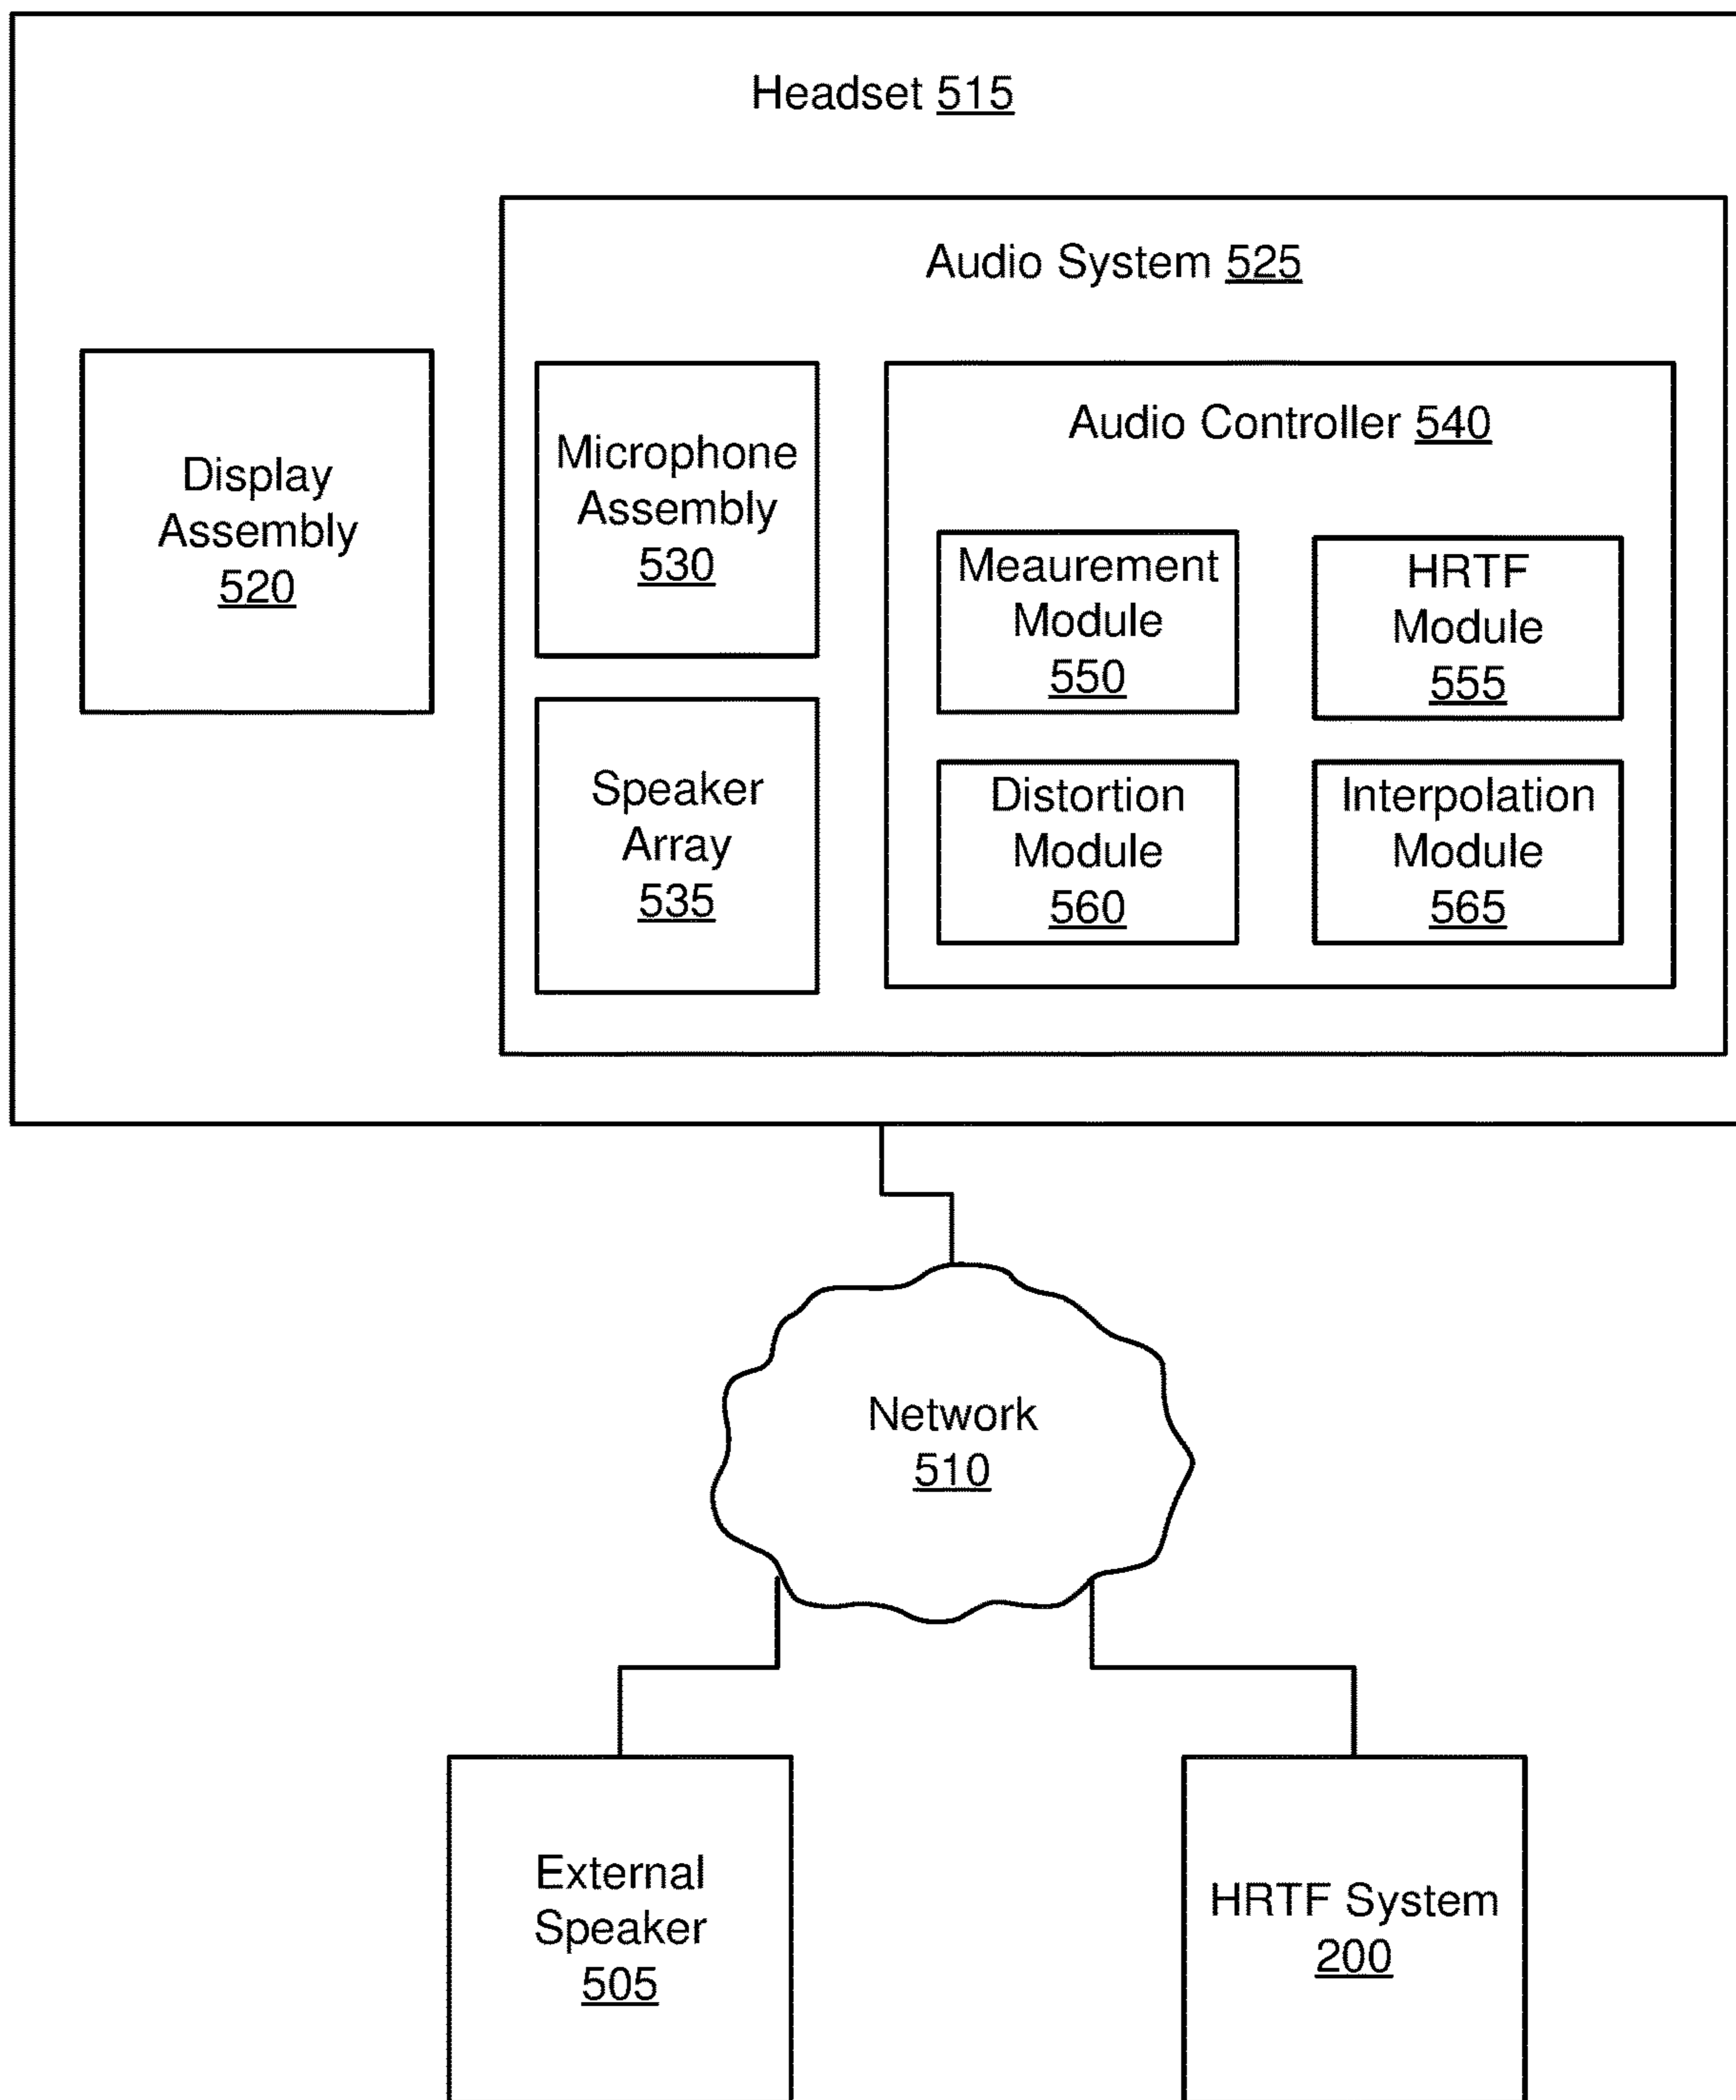 Headset 515
Audio System 525
Display
Assembly
520
Microphone
Assembly
530
Speaker
Array
535
Audio Controller 540
Meaurement
Module
550
HRTF
Module
555
Distortion
Module
560
Interpolation
Module
565
Network
510
External
Speaker
505
HRTF System
200